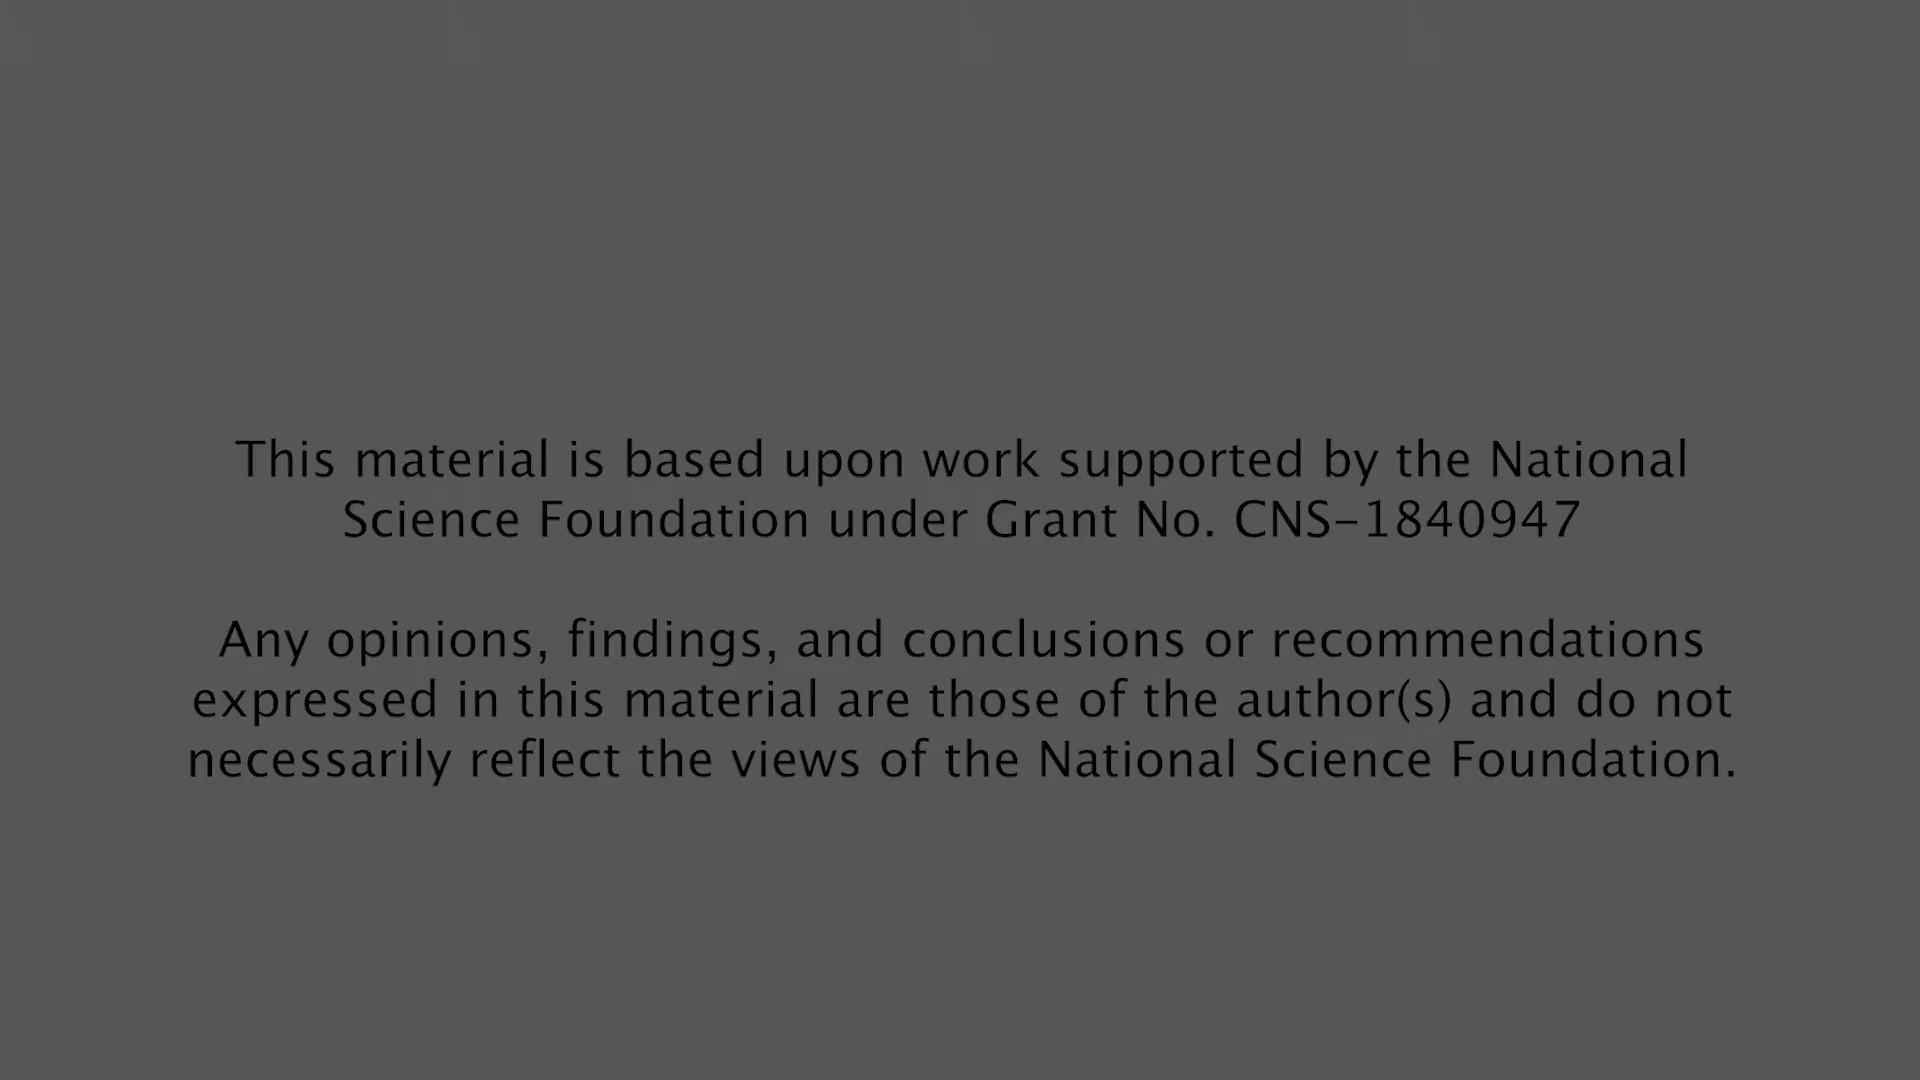 This material is based upon work supported by the National
Science Foundation under Grant No. CNS-1840947
Any opinions, findings, and conclusions or recommendations
expressed in this material are those of the author(s) and do not
necessarily reflect the views of the National Science Foundation.